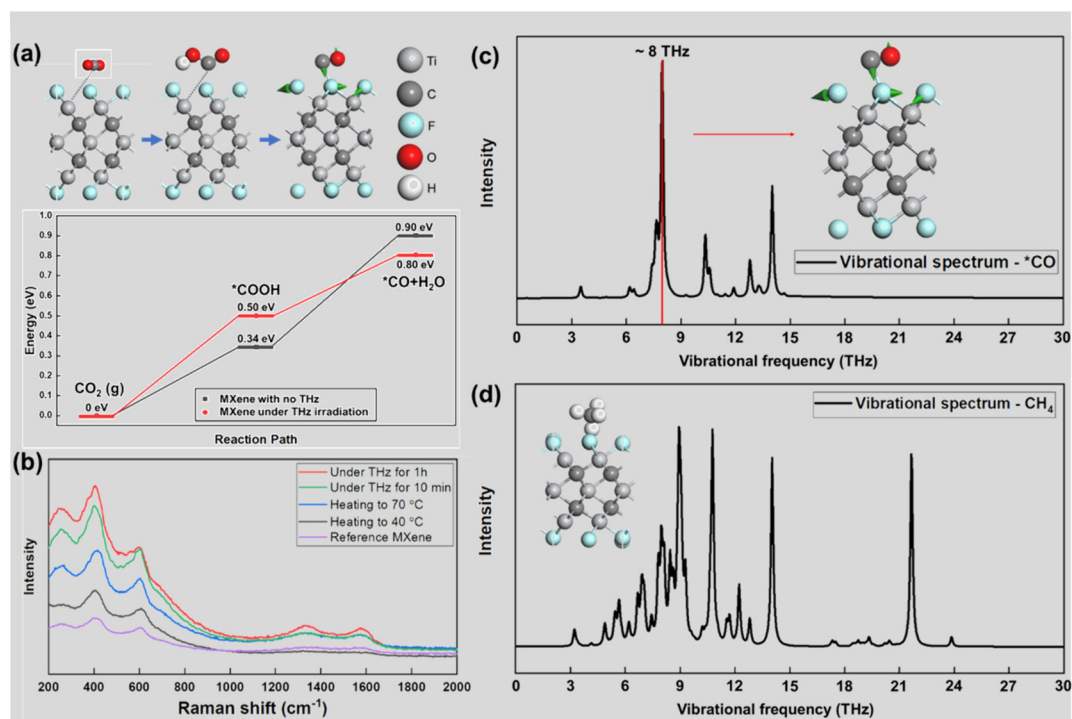 (a)
Ti
C
F
O
H
1.0
0.9
0.8
0.7
0.6
0.5
0.4
0.3
0.2
0.1
0.0
Energy (eV)
0.90 eV
0.80 eV
*CO+H₂O
*COOH
0.50 eV
0.34 eV
CO₂ (g)
0 eV
MXene with no THz
MXene under THz irradiation
Reaction Path
(b)
Intensity
Under THz for 1h
Under THz for 10 min
Heating to 70 °C
Heating to 40 °C
Reference MXene
200 400 600 800 1000 1200 1400 1600 1800 2000
Raman shift (cm⁻¹)
(c)
~ 8 THz
Intensity
Vibrational spectrum - *CO
0 3 6 9 12 15 18 21 24 27 30
Vibrational frequency (THz)
(d)
Intensity
Vibrational spectrum - CH₄
0 3 6 9 12 15 18 21 24 27 30
Vibrational frequency (THz)